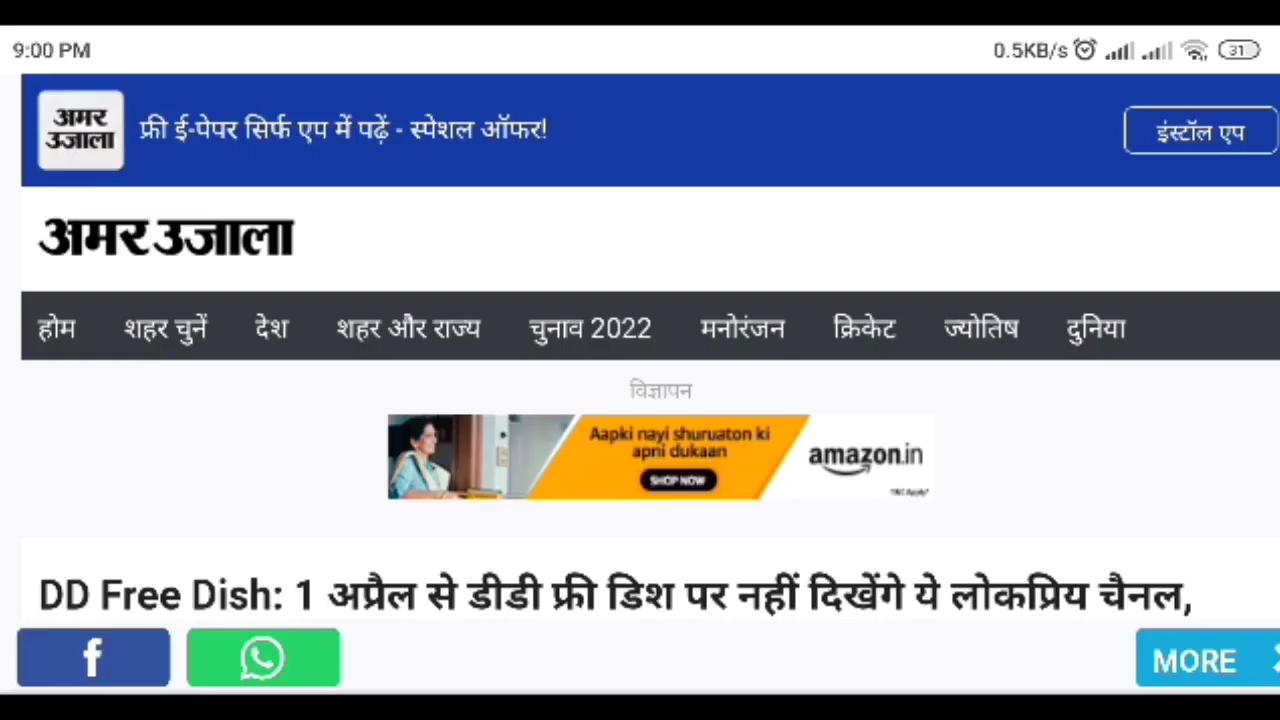 9:00 PM 0.5KB/s 31
अमर उजाला
फ्री ई-पेपर सिर्फ एप में पढ़ें - स्पेशल ऑफर!
इंस्टॉल एप
अमर उजाला
होम शहर चुनें देश शहर और राज्य चुनाव 2022 मनोरंजन क्रिकेट ज्योतिष दुनिया
विज्ञापन
Aapki nayi shuruaton ki
apni dukaan
SHOP NOW
amazon.in
T&C Apply*
DD Free Dish: 1 अप्रैल से डीडी फ्री डिश पर नहीं दिखेंगे ये लोकप्रिय चैनल,
f
MORE